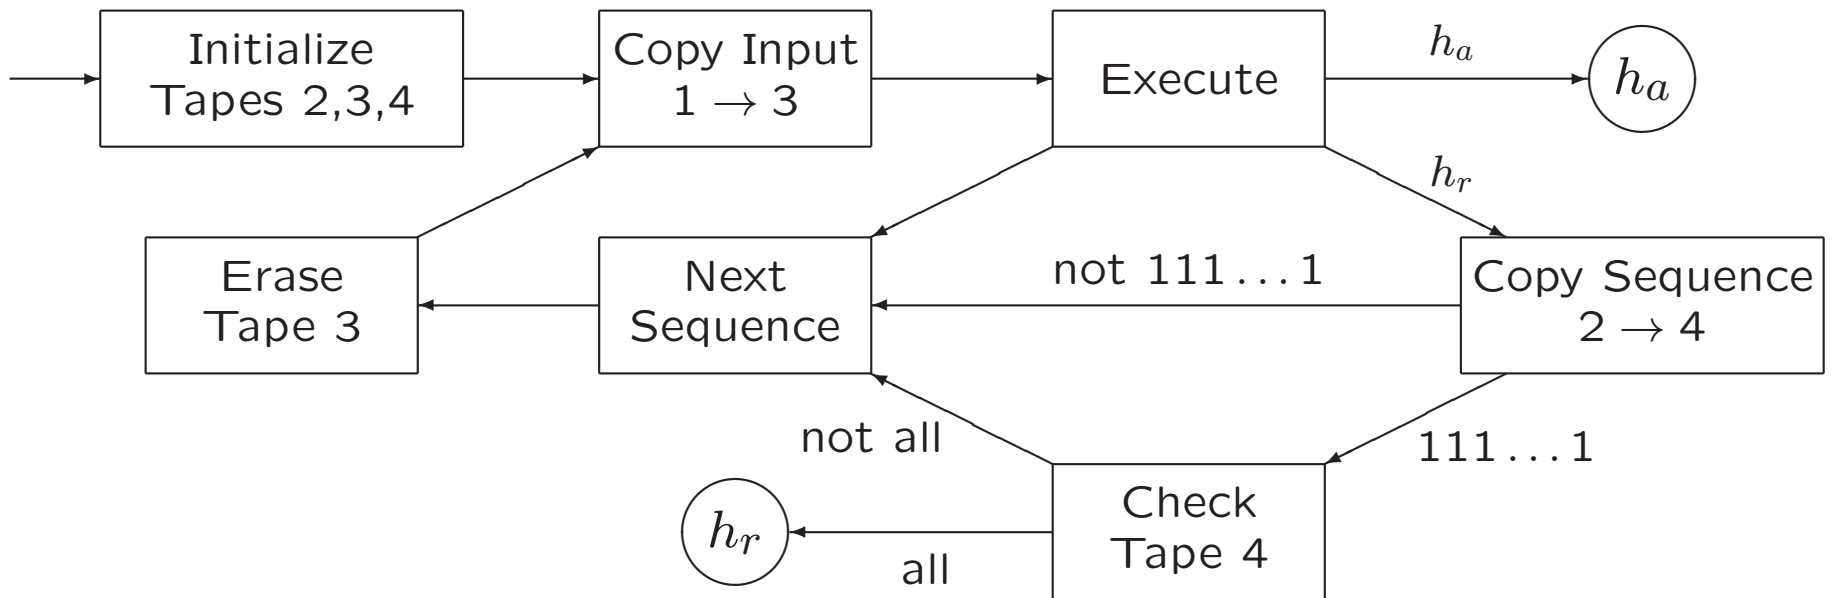 Initialize
Tapes 2,3,4
Copy Input
1 → 3
Execute
h_a
h_a
h_r
Erase
Tape 3
Next
Sequence
not 111...1
Copy Sequence
2 → 4
not all
111...1
h_r
all
Check
Tape 4